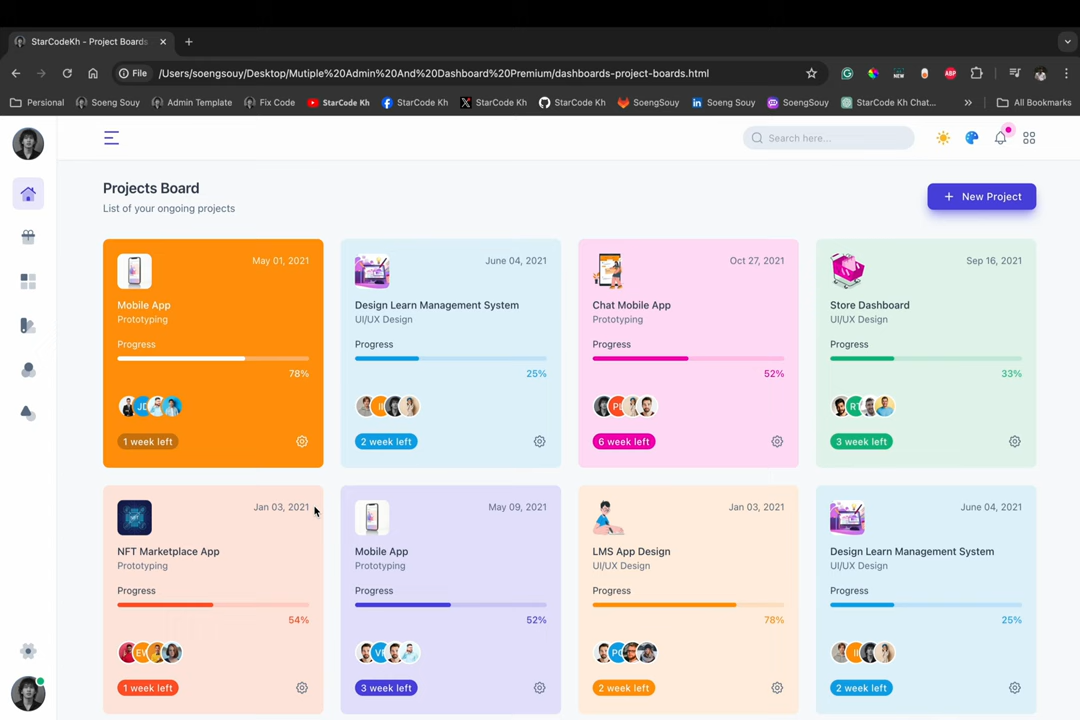 StarCodeKh - Project Boards
File
/Users/soengsouy/Desktop/Mutiple%20Admin%20And%20Dashboard%20Premium/dashboards-project-boards.html
NEW
ABP
Personal
Soeng Souy
Admin Template
Fix Code
StarCode Kh
StarCode Kh
StarCode Kh
StarCode Kh
SoengSouy
Soeng Souy
SoengSouy
StarCode Kh Chat...
All Bookmarks
Search here...
Projects Board
List of your ongoing projects
New Project
May 01, 2021
Mobile App
Prototyping
Progress
78%
JD
1 week left
June 04, 2021
Design Learn Management System
UI/UX Design
Progress
25%
2 week left
Oct 27, 2021
Chat Mobile App
Prototyping
Progress
52%
6 week left
Sep 16, 2021
Store Dashboard
UI/UX Design
Progress
33%
RT
3 week left
Jan 03, 2021
NFT Marketplace App
Prototyping
Progress
54%
1 week left
May 09, 2021
Mobile App
Prototyping
Progress
52%
3 week left
Jan 03, 2021
LMS App Design
UI/UX Design
Progress
78%
2 week left
June 04, 2021
Design Learn Management System
UI/UX Design
Progress
25%
2 week left